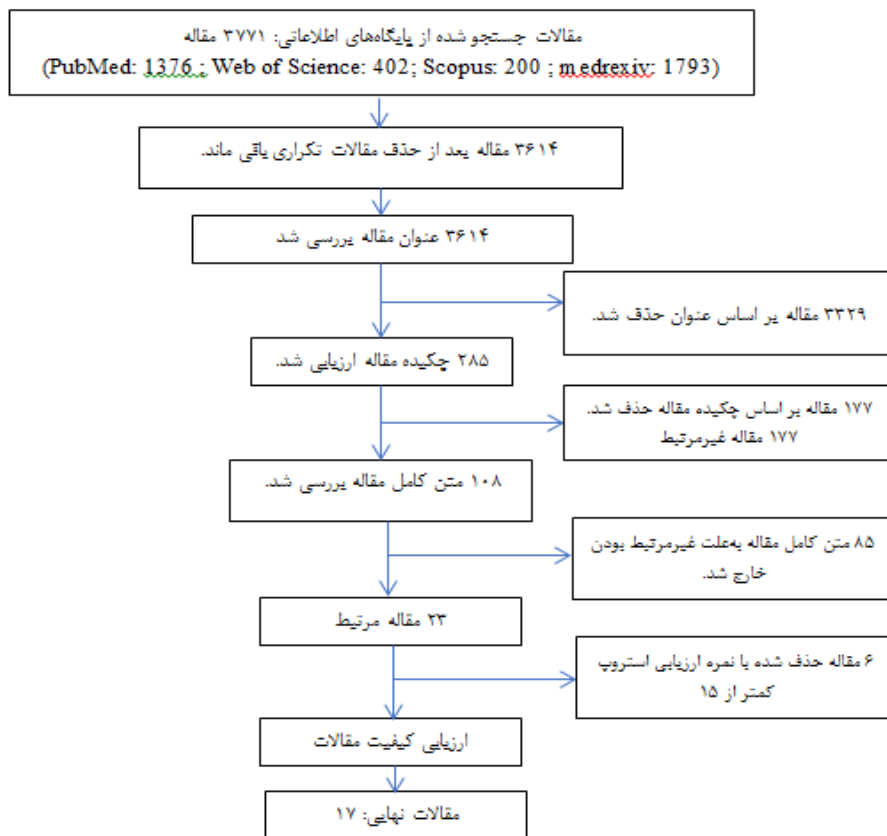 مقالات جستجو شده از پایگاه‌های اطلاعاتی: ۳۷۷۱ مقاله
(PubMed: 1376 ; Web of Science: 402; Scopus: 200 ; medrexiv: 1793)
۳۶۱۴ مقاله بعد از حذف مقالات تکراری باقی ماند.
۳۶۱۴ عنوان مقاله بررسی شد
۳۳۲۹ مقاله بر اساس عنوان حذف شد.
۲۸۵ چکیده مقاله ارزیابی شد.
۱۷۷ مقاله بر اساس چکیده مقاله حذف شد.
۱۷۷ مقاله غیرمرتبط
۱۰۸ متن کامل مقاله بررسی شد.
۸۵ متن کامل مقاله به‌علت غیرمرتبط بودن
خارج شد.
۲۳ مقاله مرتبط
۶ مقاله حذف شده با نمره ارزیابی استروپ
کمتر از ۱۵
ارزیابی کیفیت مقالات
مقالات نهایی: ۱۷